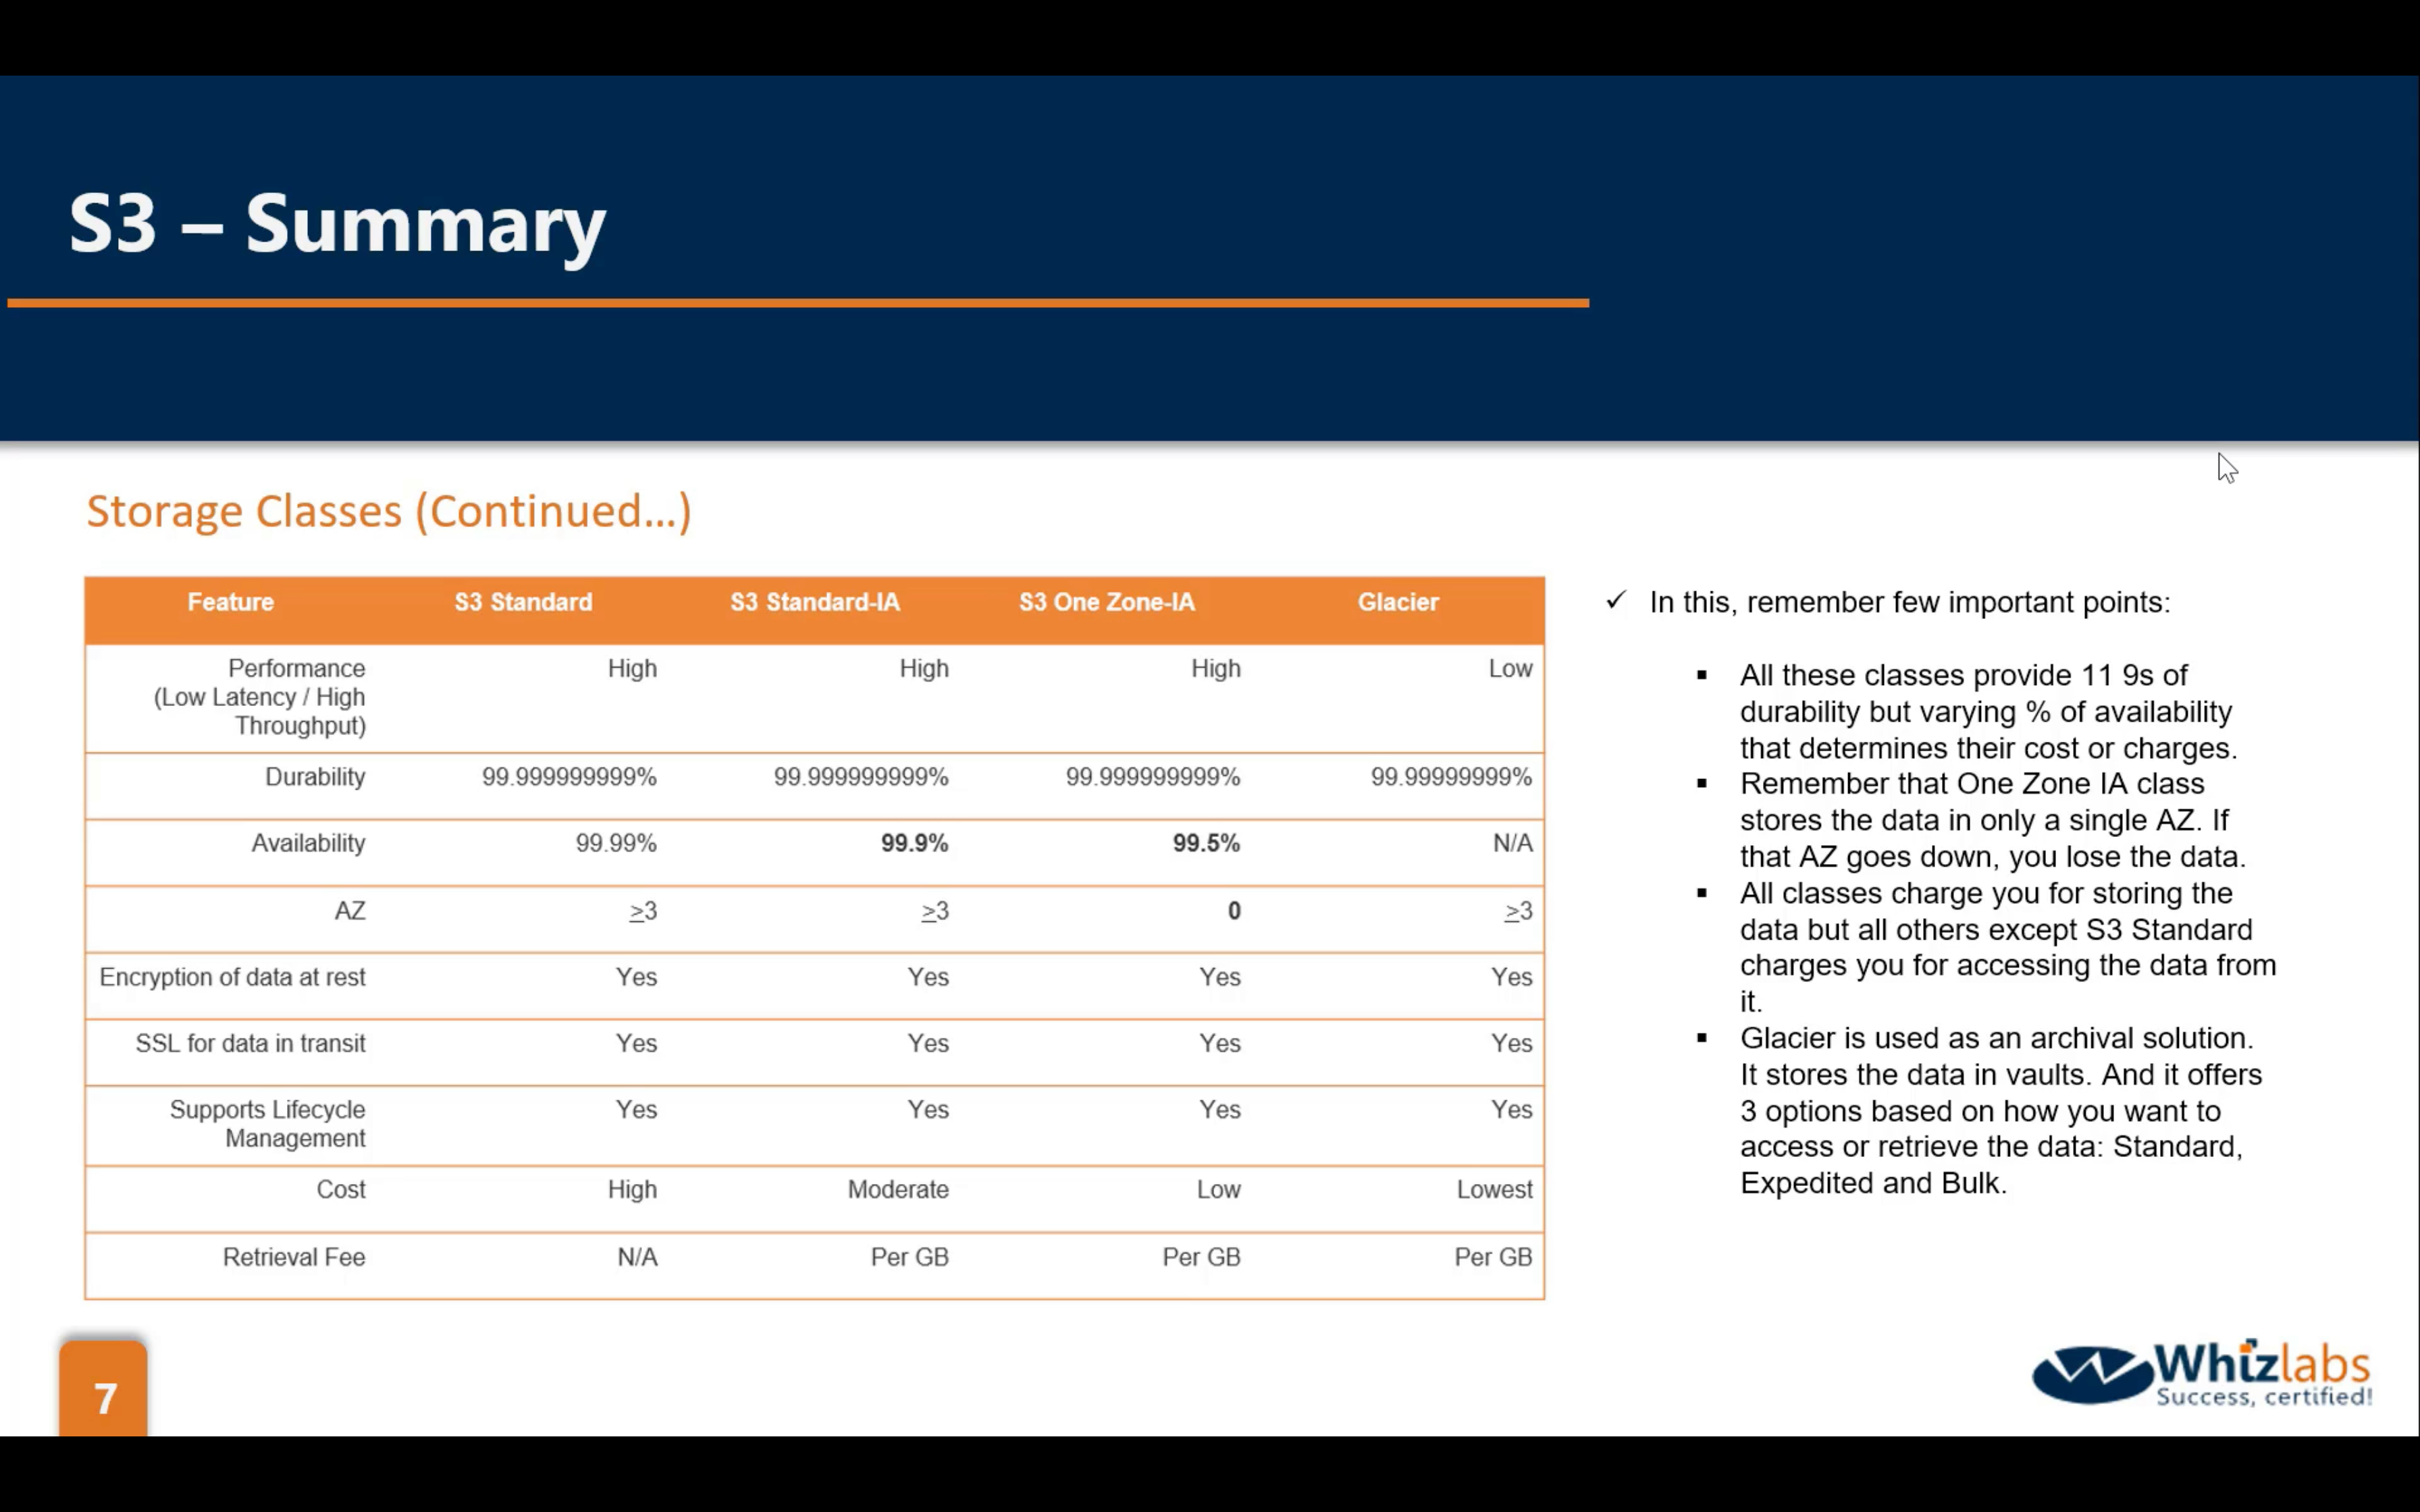 S3 – Summary
Storage Classes (Continued...)
Feature S3 Standard S3 Standard-IA S3 One Zone-IA Glacier
Performance High High High Low
(Low Latency / High
Throughput)
Durability 99.999999999% 99.999999999% 99.999999999% 99.99999999%
Availability 99.99% 99.9% 99.5% N/A
AZ ≥3 ≥3 0 ≥3
Encryption of data at rest Yes Yes Yes Yes
SSL for data in transit Yes Yes Yes Yes
Supports Lifecycle Yes Yes Yes Yes
Management
Cost High Moderate Low Lowest
Retrieval Fee N/A Per GB Per GB Per GB
✓ In this, remember few important points:
▪ All these classes provide 11 9s of
durability but varying % of availability
that determines their cost or charges.
▪ Remember that One Zone IA class
stores the data in only a single AZ. If
that AZ goes down, you lose the data.
▪ All classes charge you for storing the
data but all others except S3 Standard
charges you for accessing the data from
it.
▪ Glacier is used as an archival solution.
It stores the data in vaults. And it offers
3 options based on how you want to
access or retrieve the data: Standard,
Expedited and Bulk.
7
Whizlabs
Success, certified!